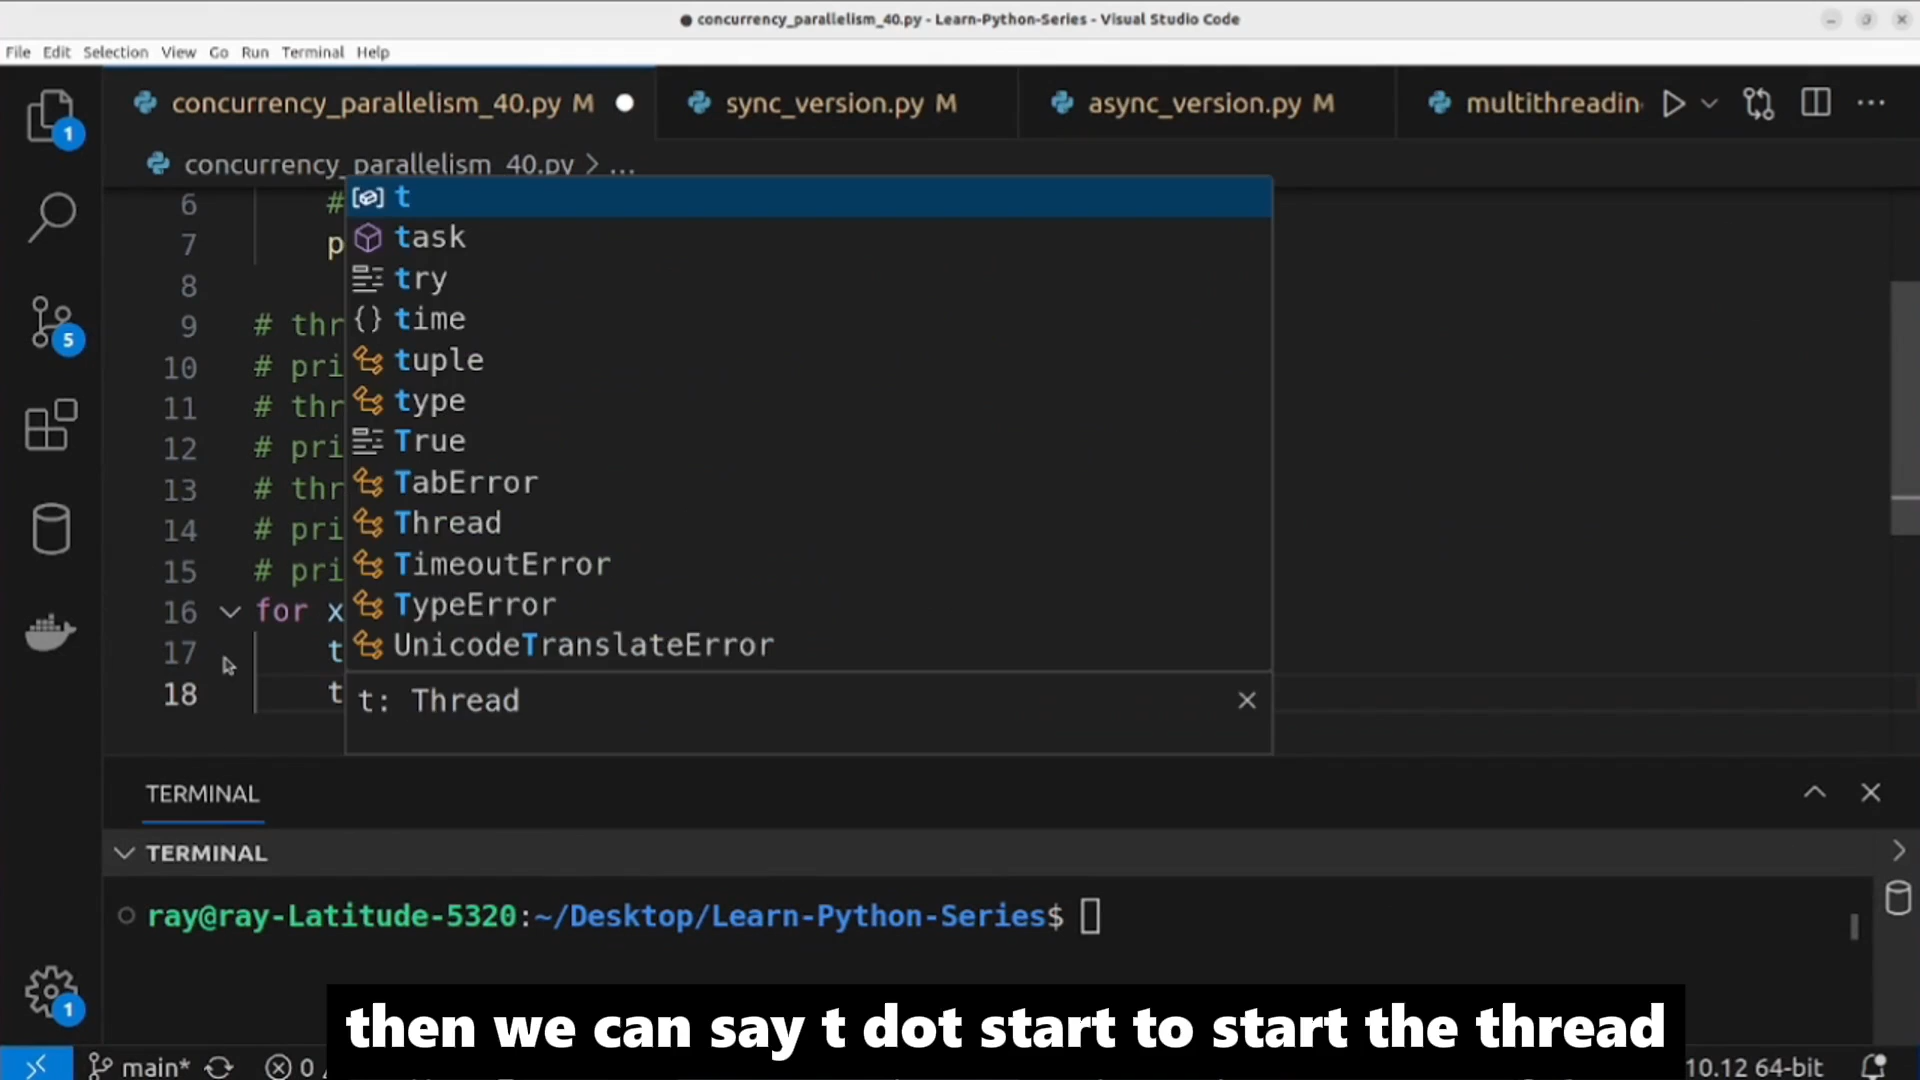 concurrency_parallelism_40.py - Learn-Python-Series - Visual Studio Code
File Edit Selection View Go Run Terminal Help
concurrency_parallelism_40.py M sync_version.py M async_version.py M multithreadin
concurrency_parallelism_40.py > ...
6 # t
7 p task
8 try
9 # thr time
10 # pri tuple
11 # thr type
12 # pri True
13 # thr TabError
14 # pri Thread
15 # pri TimeoutError
16 for x TypeError
17 t UnicodeTranslateError
18 t t: Thread
TERMINAL
TERMINAL
ray@ray-Latitude-5320:~/Desktop/Learn-Python-Series$
then we can say t dot start to start the thread
main* 0 10.12 64-bit
1
5
1